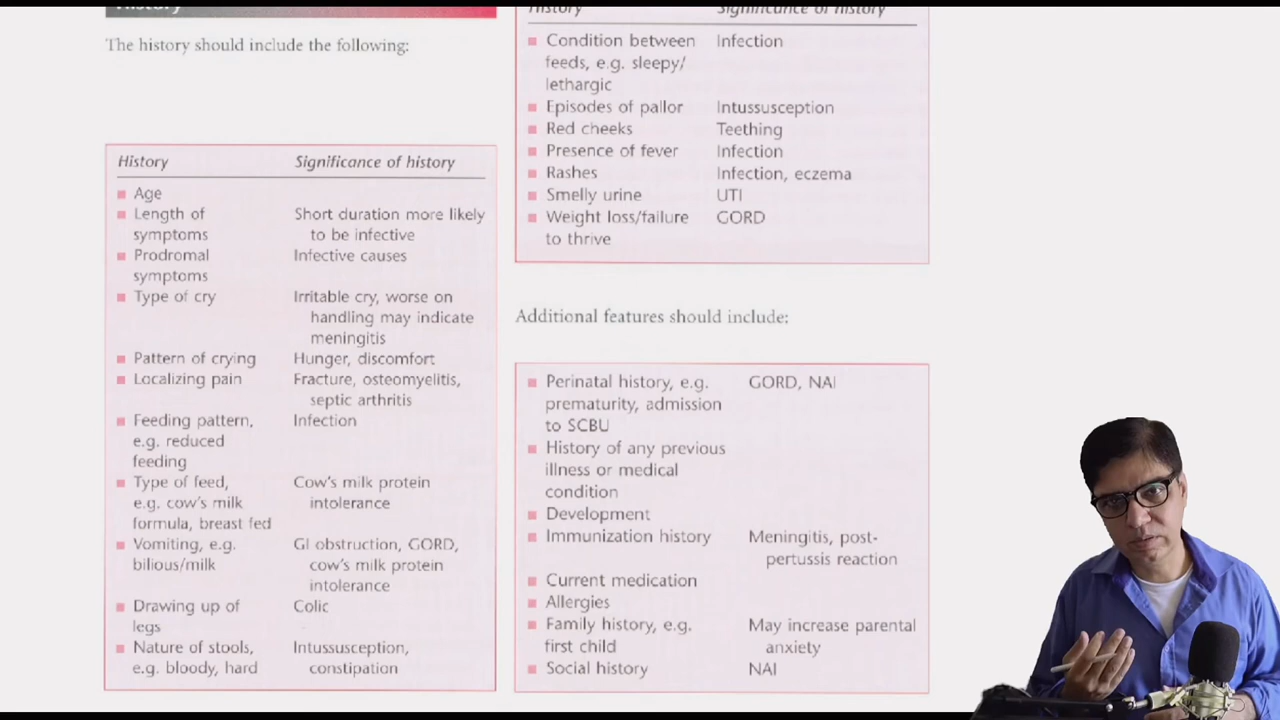 History
The history should include the following:
History Significance of history
Age
Length of Short duration more likely
symptoms to be infective
Prodromal Infective causes
symptoms
Type of cry Irritable cry, worse on
handling may indicate
meningitis
Pattern of crying Hunger, discomfort
Localizing pain Fracture, osteomyelitis,
septic arthritis
Feeding pattern, Infection
e.g. reduced
feeding
Type of feed, Cow's milk protein
e.g. cow's milk intolerance
formula, breast fed
Vomiting, e.g. GI obstruction, GORD,
bilious/milk cow's milk protein
intolerance
Drawing up of Colic
legs
Nature of stools, Intussusception,
e.g. bloody, hard constipation
History Significance of history
Condition between Infection
feeds, e.g. sleepy/
lethargic
Episodes of pallor Intussusception
Red cheeks Teething
Presence of fever Infection
Rashes Infection, eczema
Smelly urine UTI
Weight loss/failure GORD
to thrive
Additional features should include:
Perinatal history, e.g. GORD, NAI
prematurity, admission
to SCBU
History of any previous
illness or medical
condition
Development
Immunization history Meningitis, post-
pertussis reaction
Current medication
Allergies
Family history, e.g. May increase parental
first child anxiety
Social history NAI